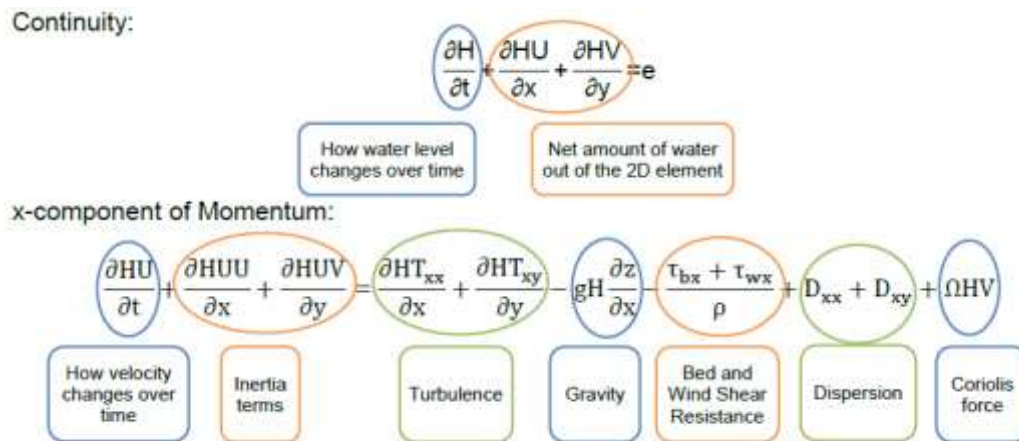 Continuity:
∂H/∂t + ∂HU/∂x + ∂HV/∂y =e
How water level changes over time
Net amount of water out of the 2D element
x-component of Momentum:
∂HU/∂t + ∂HUU/∂x + ∂HUV/∂y = ∂HT_xx/∂x + ∂HT_xy/∂y − gH ∂z/∂x − (τ_bx + τ_wx)/ρ + D_xx + D_xy + ΩHV
How velocity changes over time
Inertia terms
Turbulence
Gravity
Bed and Wind Shear Resistance
Dispersion
Coriolis force